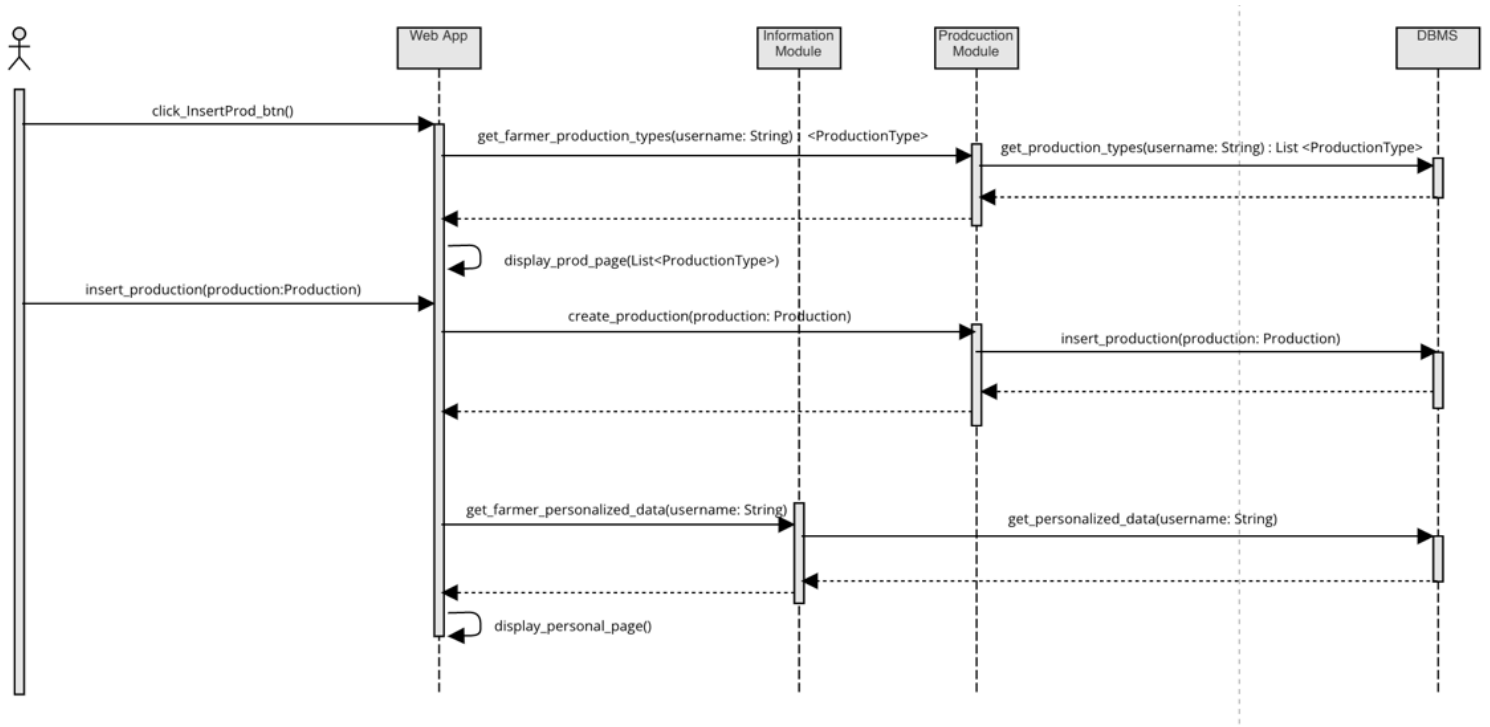 Web App
Information
Module
Prodcuction
Module
DBMS
click_InsertProd_btn()
get_farmer_production_types(username: String) : <ProductionType>
get_production_types(username: String) : List <ProductionType>
display_prod_page(List<ProductionType>)
insert_production(production:Production)
create_production(production: Production)
insert_production(production: Production)
get_farmer_personalized_data(username: String)
get_personalized_data(username: String)
display_personal_page()